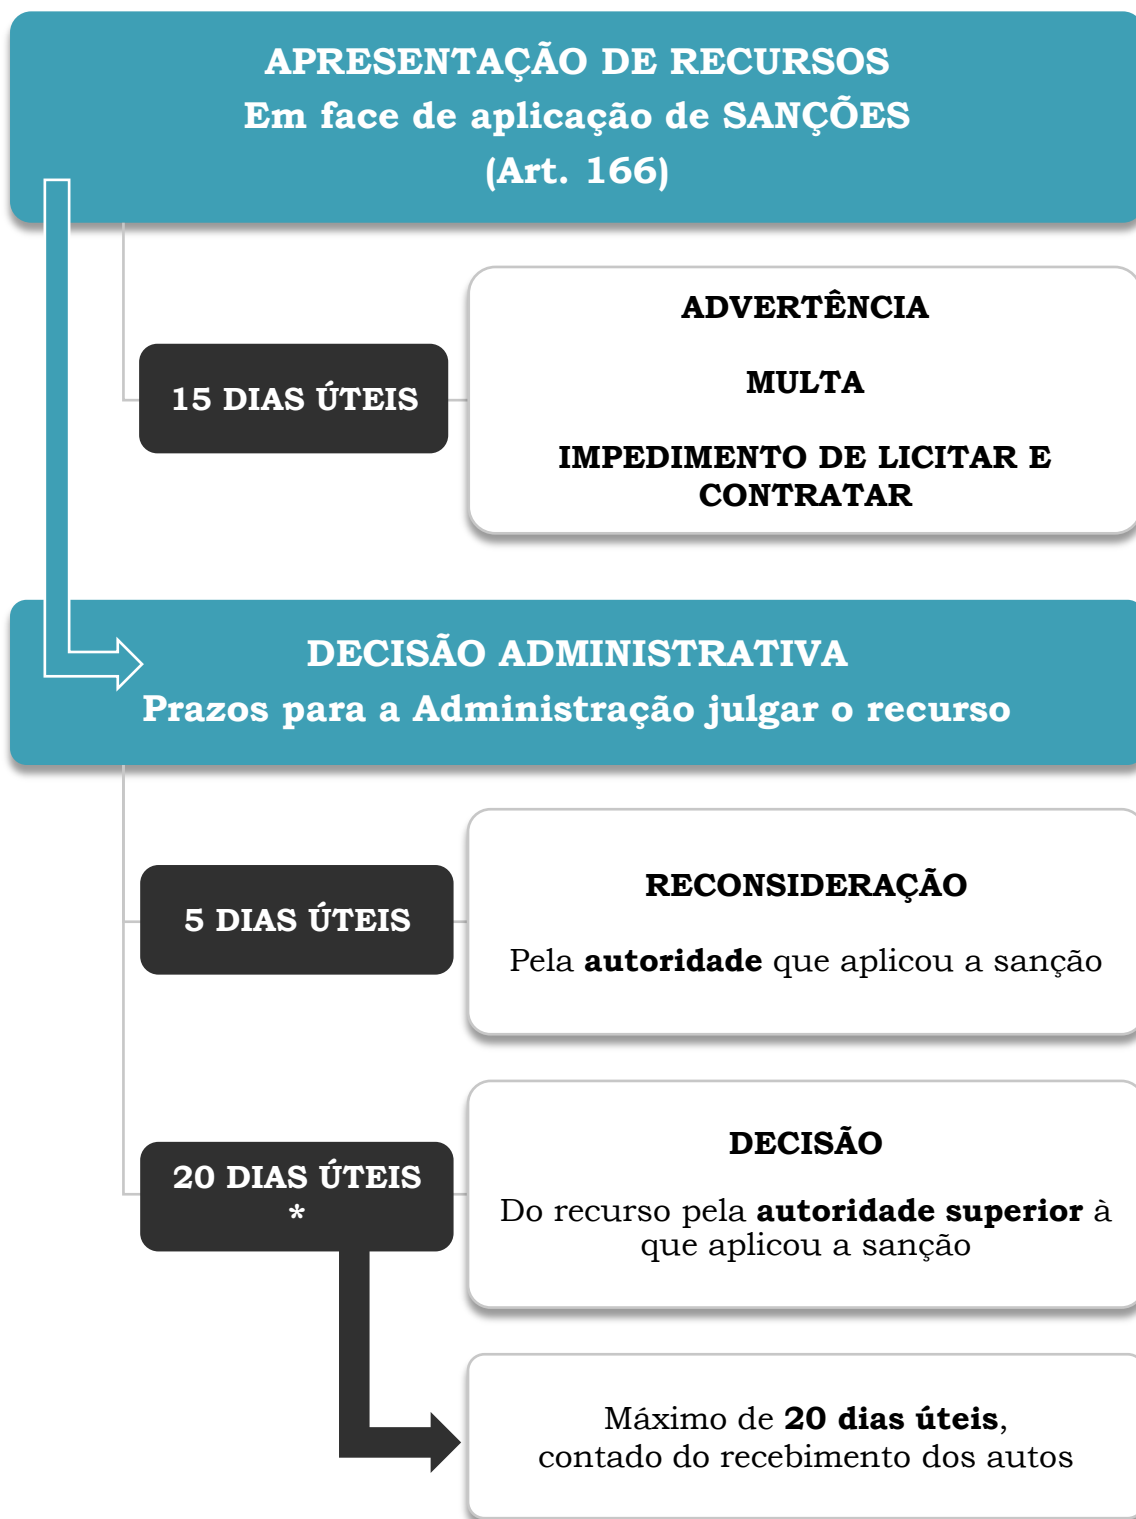 APRESENTAÇÃO DE RECURSOS
Em face de aplicação de SANÇÕES
(Art. 166)
15 DIAS ÚTEIS
ADVERTÊNCIA
MULTA
IMPEDIMENTO DE LICITAR E
CONTRATAR
DECISÃO ADMINISTRATIVA
Prazos para a Administração julgar o recurso
5 DIAS ÚTEIS
RECONSIDERAÇÃO
Pela autoridade que aplicou a sanção
20 DIAS ÚTEIS
*
DECISÃO
Do recurso pela autoridade superior à
que aplicou a sanção
Máximo de 20 dias úteis,
contado do recebimento dos autos